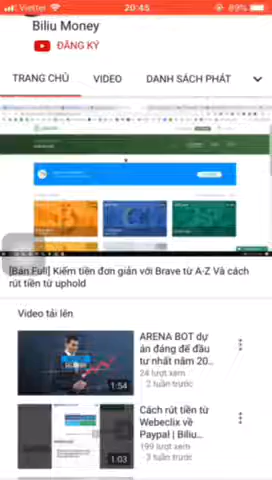 Viettel 20:45 89%
Biliu Money
ĐĂNG KÝ
TRANG CHỦ VIDEO DANH SÁCH PHÁT
[Bản Full] Kiếm tiền đơn giản với Brave từ A-Z Và cách
rút tiền từ uphold
Video tải lên
ARENA BOT dự
án đáng để đầu
tư nhất năm 20...
24 lượt xem
2 tuần trước
1:54
Cách rút tiền từ
Webeclix về
Paypal | Biliu...
199 lượt xem
3 tuần trước
1:03